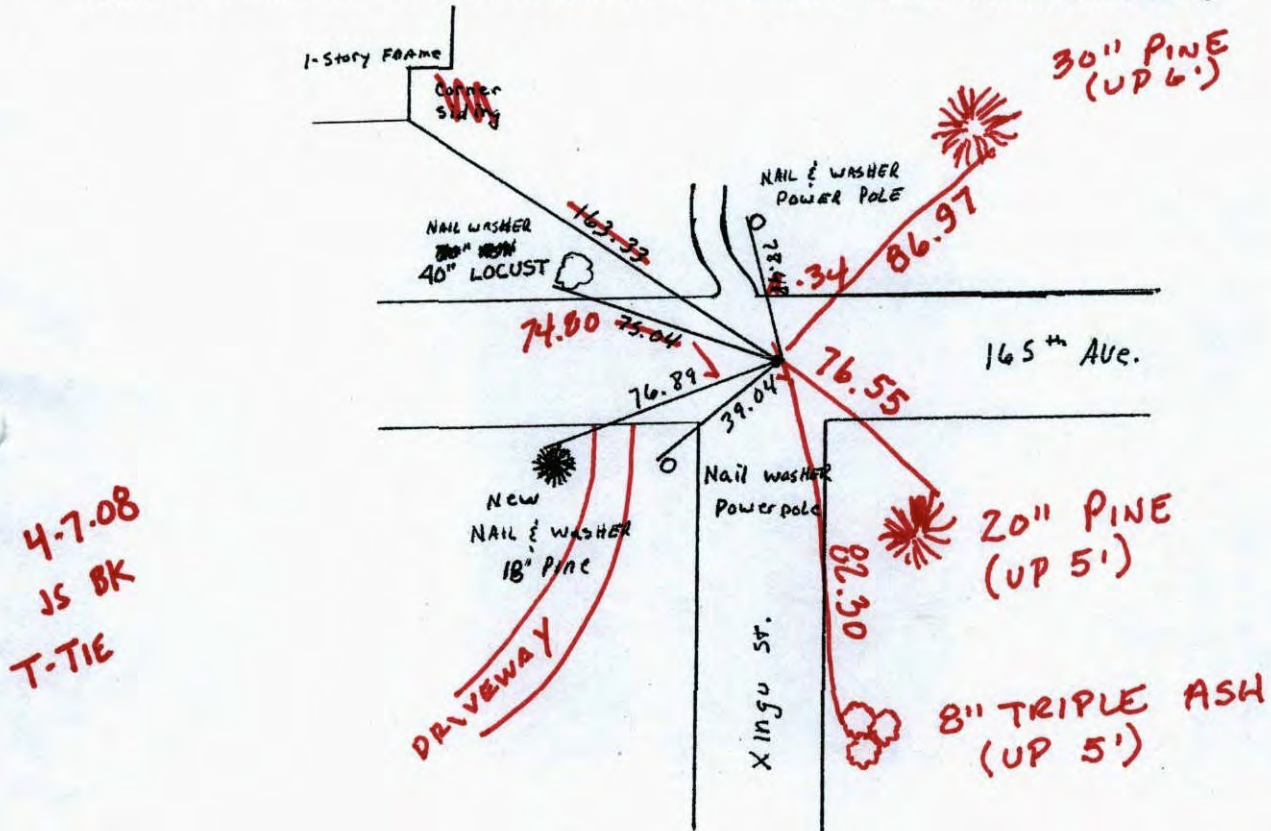 1-Story FRAME
Corner
Siding
30" PINE
(UP 6')
NAIL & WASHER
POWER POLE
163.33
86.97
NAIL WASHER
40" LOCUST
.34
74.80 75.04
165th Ave.
76.89
39.04
76.55
New
NAIL & WASHER
18" Pine
Nail washer
Powerpole
20" PINE
(UP 5')
82.30
4-7-08
JS BK
T-TIE
DRIVEWAY
Xingu St.
8" TRIPLE ASH
(UP 5')